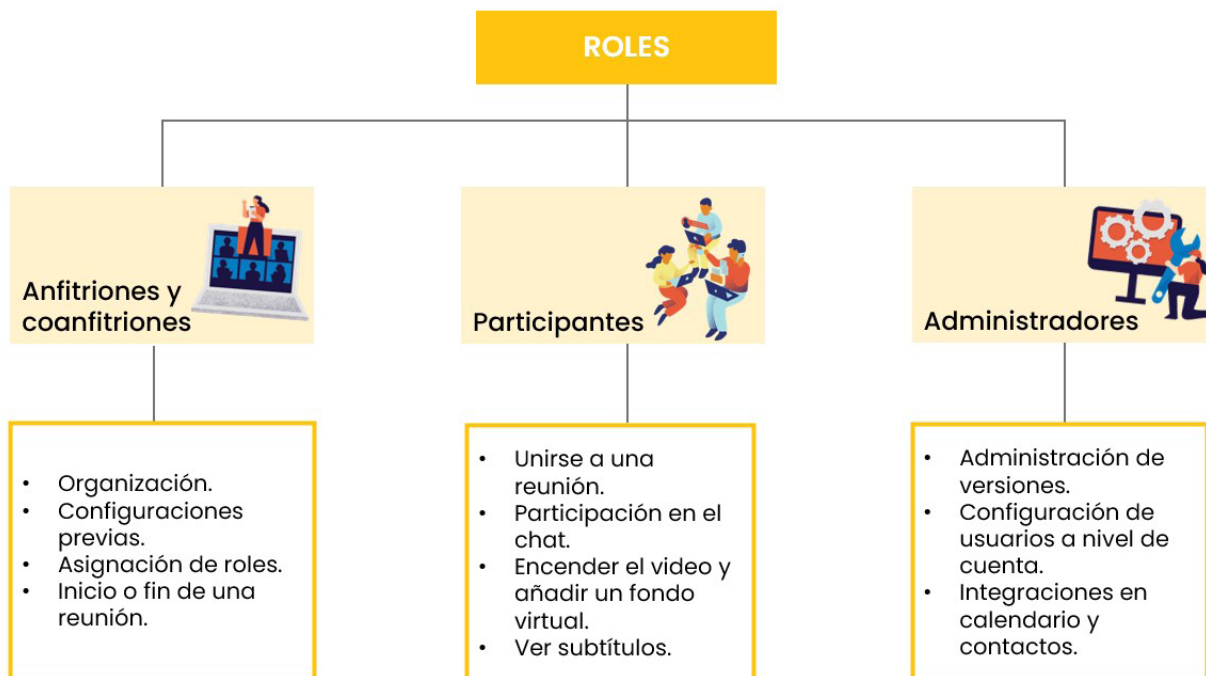 ROLES
Anfitriones y
coanfitriones
Participantes
Administradores
• Organización.
• Configuraciones
previas.
• Asignación de roles.
• Inicio o fin de una
reunión.
• Unirse a una
reunión.
• Participación en el
chat.
• Encender el video y
añadir un fondo
virtual.
• Ver subtítulos.
• Administración de
versiones.
• Configuración de
usuarios a nivel de
cuenta.
• Integraciones en
calendario y
contactos.